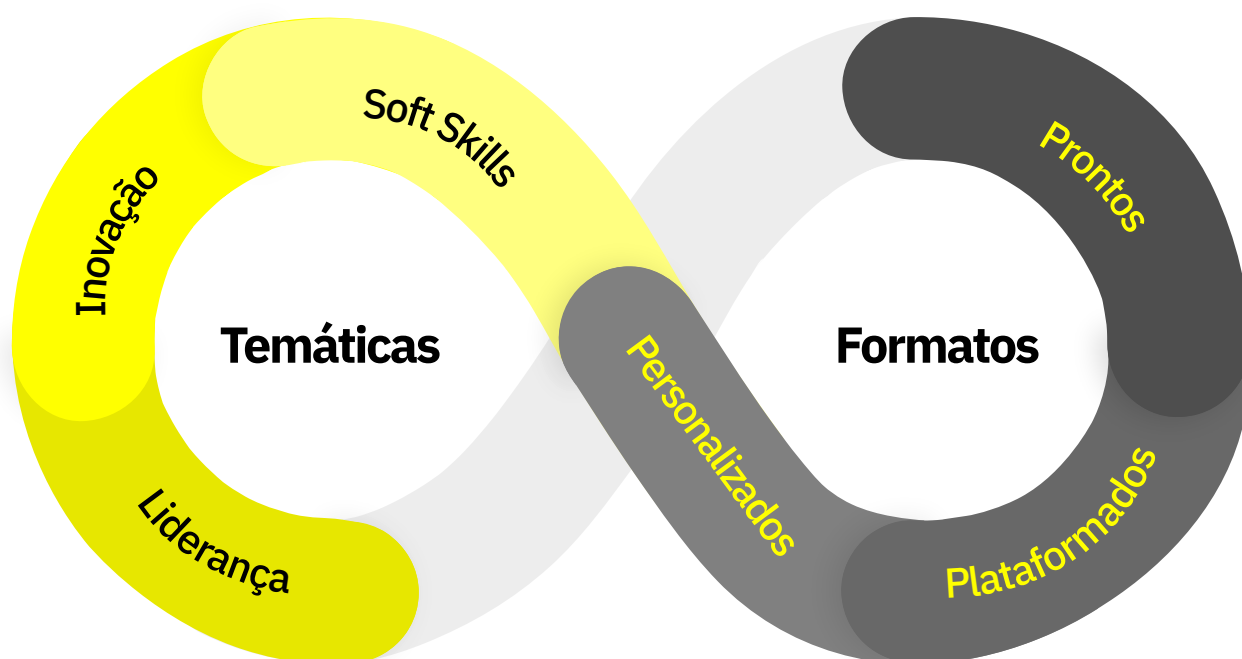 Soft Skills
Inovação
Temáticas
Liderança
Prontos
Formatos
Personalizados
Plataformados